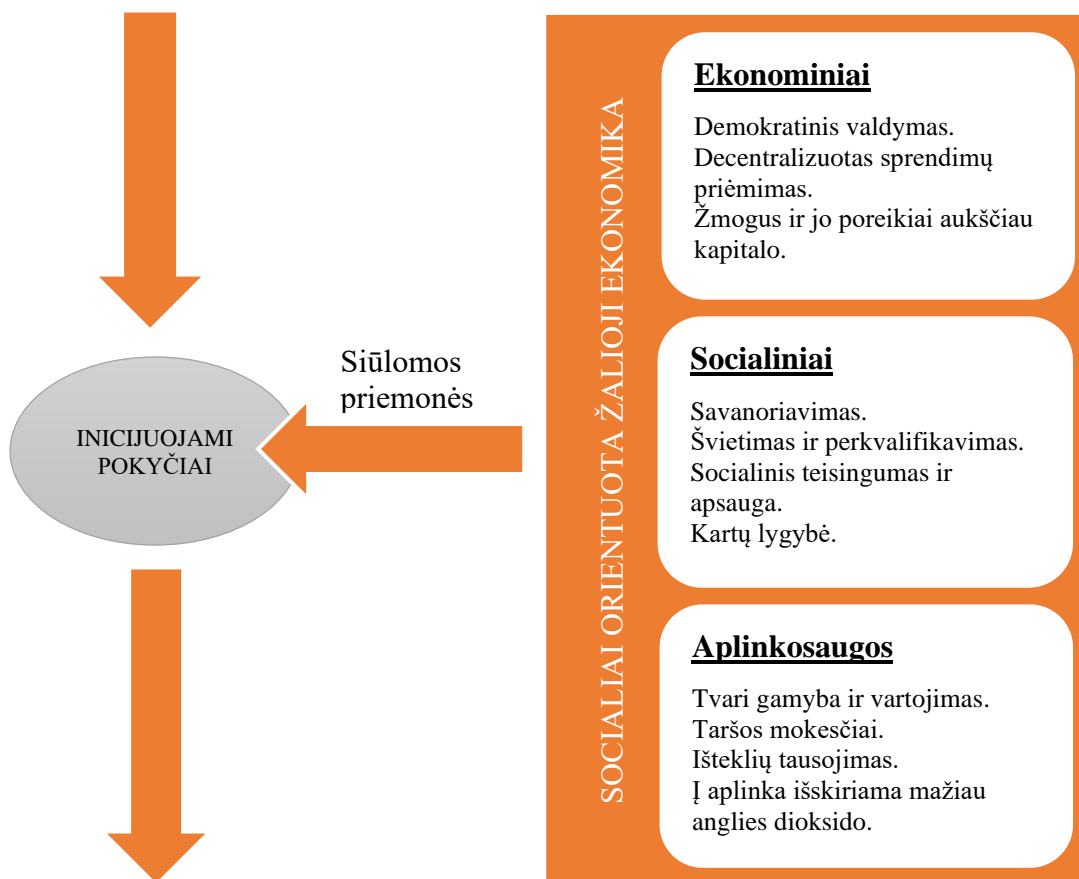 Siūlomos
priemonės
INICIJUOJAMI
POKYČIAI
SOCIALIAI ORIENTUOTA ŽALIOJI EKONOMIKA
Ekonominiai
Demokratinis valdymas.
Decentralizuotas sprendimų
priėmimas.
Žmogus ir jo poreikiai aukščiau
kapitalo.
Socialiniai
Savanoriavimas.
Švietimas ir perkvalifikavimas.
Socialinis teisingumas ir
apsauga.
Kartų lygybė.
Aplinkosaugos
Tvari gamyba ir vartojimas.
Taršos mokesčiai.
Išteklių tausojimas.
Į aplinka išskiriama mažiau
anglies dioksido.